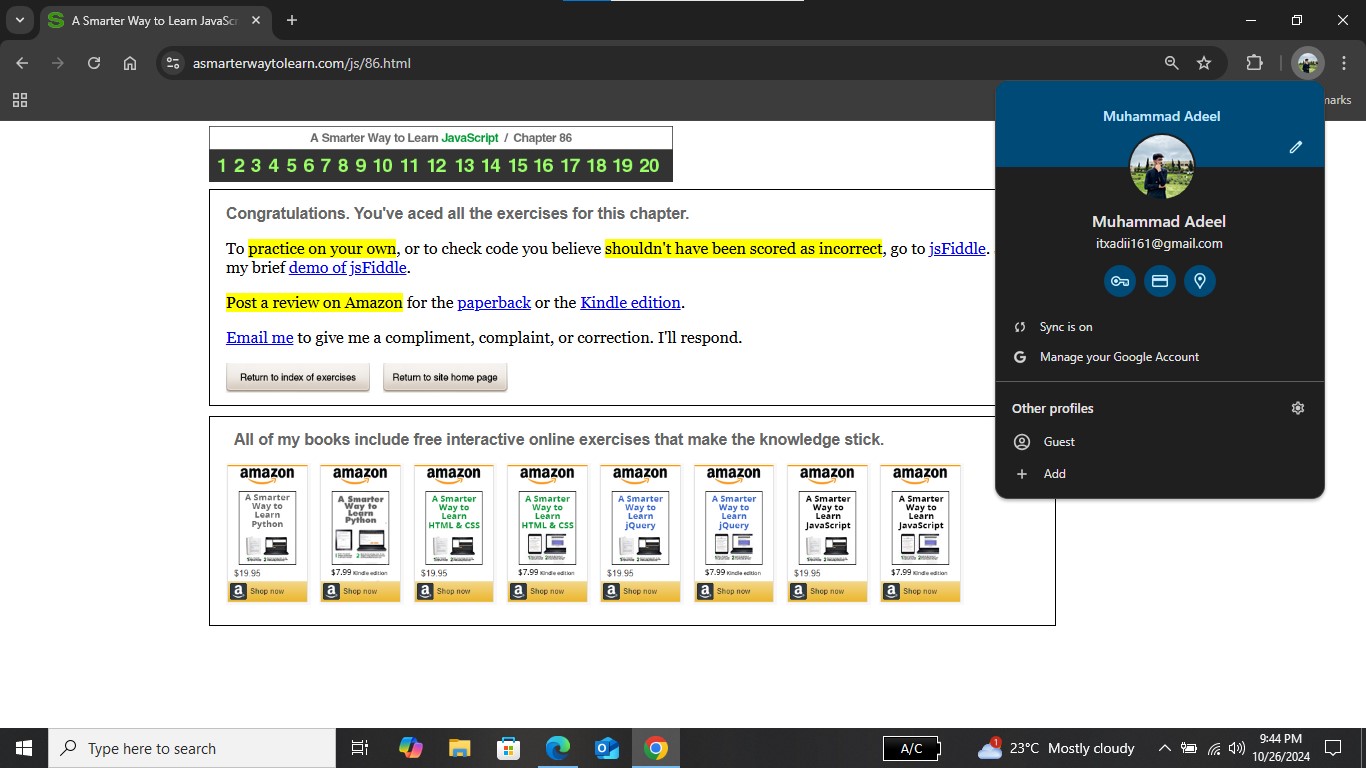 A Smarter Way to Learn JavaSc
asmarterwaytolearn.com/js/86.html
marks
A Smarter Way to Learn JavaScript / Chapter 86
1 2 3 4 5 6 7 8 9 10 11 12 13 14 15 16 17 18 19 20
Congratulations. You've aced all the exercises for this chapter.
To practice on your own, or to check code you believe shouldn't have been scored as incorrect, go to jsFiddle.
my brief demo of jsFiddle.
Post a review on Amazon for the paperback or the Kindle edition.
Email me to give me a compliment, complaint, or correction. I'll respond.
Return to index of exercises Return to site home page
All of my books include free interactive online exercises that make the knowledge stick.
amazon amazon amazon amazon amazon amazon amazon amazon
A Smarter Way to Learn Python
A Smarter Way to Learn Python
A Smarter Way to Learn HTML & CSS
A Smarter Way to Learn HTML & CSS
A Smarter Way to Learn jQuery
A Smarter Way to Learn jQuery
A Smarter Way to Learn JavaScript
A Smarter Way to Learn JavaScript
$19.95 $7.99 Kindle edition $19.95 $7.99 Kindle edition $19.95 $7.99 Kindle edition $19.95 $7.99 Kindle edition
a Shop now a Shop now a Shop now a Shop now a Shop now a Shop now a Shop now a Shop now
Muhammad Adeel
Muhammad Adeel
itxadii161@gmail.com
Sync is on
G Manage your Google Account
Other profiles
Guest
Add
Type here to search
A/C
1
23°C Mostly cloudy
9:44 PM
10/26/2024